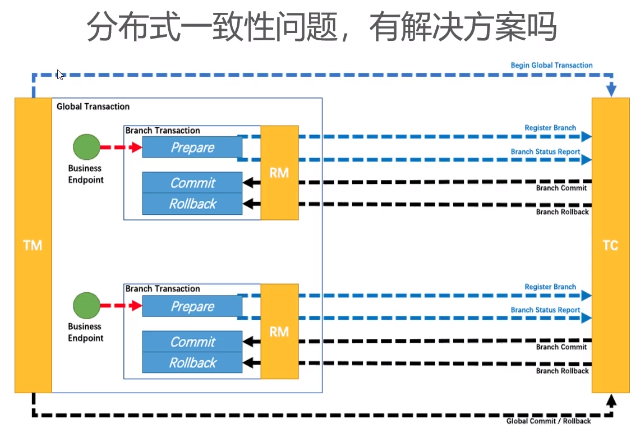 分布式一致性问题，有解决方案吗
Begin Global Transaction
Global Transaction
Branch Transaction
Register Branch
Prepare
Branch Status Report
Business
Endpoint
RM
Commit
Branch Commit
Rollback
Branch Rollback
TM
TC
Branch Transaction
Register Branch
Prepare
Branch Status Report
Business
Endpoint
RM
Commit
Branch Commit
Rollback
Branch Rollback
Global Commit / Rollback